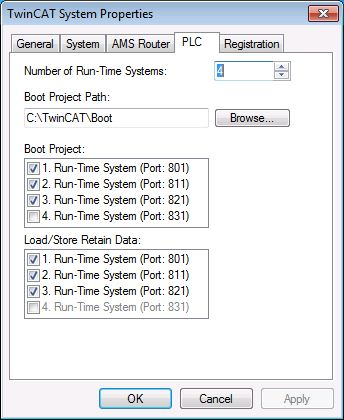 TwinCAT System Properties
General System AMS Router PLC Registration
Number of Run-Time Systems: 4
Boot Project Path:
C:\TwinCAT\Boot Browse...
Boot Project:
1. Run-Time System (Port: 801)
2. Run-Time System (Port: 811)
3. Run-Time System (Port: 821)
4. Run-Time System (Port: 831)
Load/Store Retain Data:
1. Run-Time System (Port: 801)
2. Run-Time System (Port: 811)
3. Run-Time System (Port: 821)
4. Run-Time System (Port: 831)
OK Cancel Apply